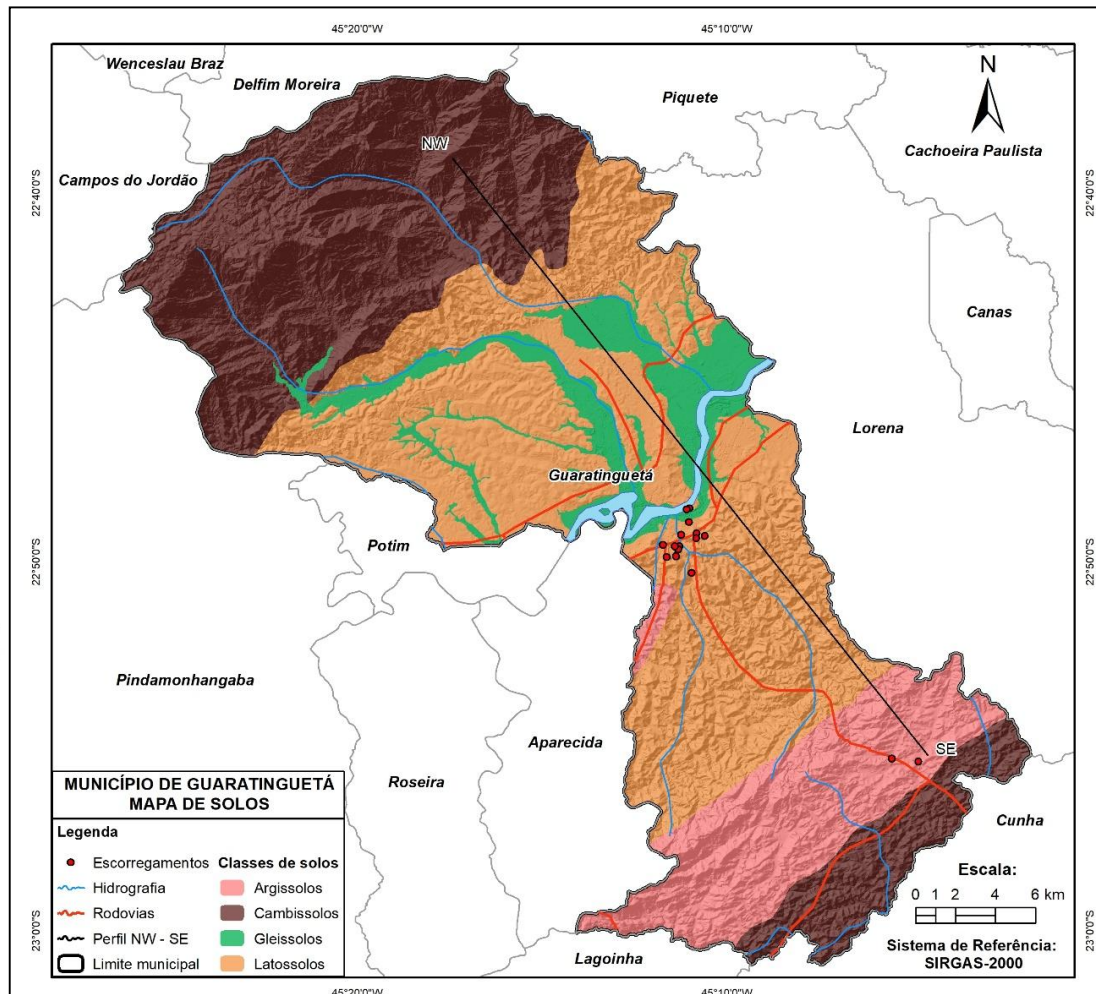 45°20'0"W
45°10'0"W
Wenceslau Braz
Delfim Moreira
Piquete
N
NW
Cachoeira Paulista
Campos do Jordão
22°40'0"S
22°40'0"S
Canas
Lorena
Guaratinguetá
Potim
22°50'0"S
22°50'0"S
Pindamonhangaba
Aparecida
SE
Roseira
Cunha
MUNICÍPIO DE GUARATINGUETÁ
MAPA DE SOLOS
Legenda
Escorregamentos
Hidrografia
Rodovias
Perfil NW - SE
Limite municipal
Classes de solos
Argissolos
Cambissolos
Gleissolos
Latossolos
Escala:
0 1 2 4 6 km
Sistema de Referência:
SIRGAS-2000
23°0'0"S
23°0'0"S
Lagoinha
45°20'0"W
45°10'0"W